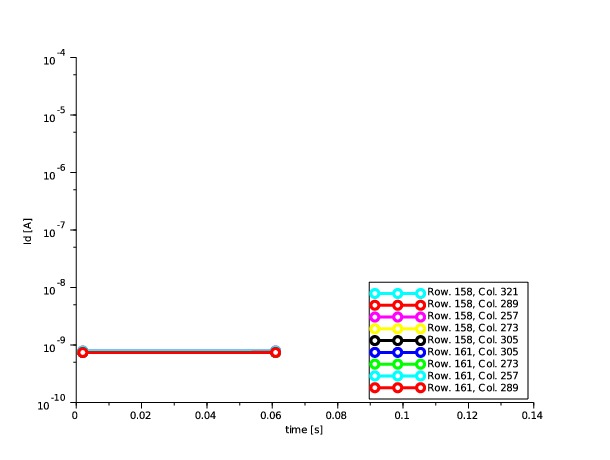 10^-4
10^-5
10^-6
10^-7
10^-8
10^-9
10^-10
Id [A]
0 0.02 0.04 0.06 0.08 0.1 0.12 0.14
time [s]
Row. 158, Col. 321
Row. 158, Col. 289
Row. 158, Col. 257
Row. 158, Col. 273
Row. 158, Col. 305
Row. 161, Col. 305
Row. 161, Col. 273
Row. 161, Col. 257
Row. 161, Col. 289